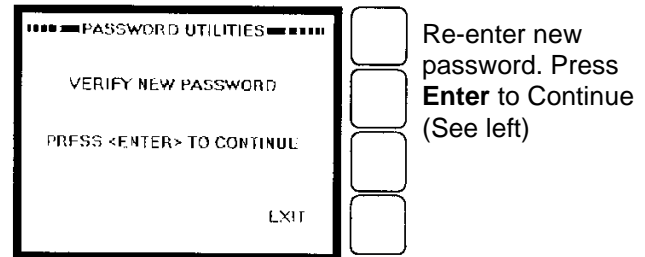 PASSWORD UTILITIES
VERIFY NEW PASSWORD
PRESS <ENTER> TO CONTINUE
EXIT
Re-enter new
password. Press
Enter to Continue
(See left)